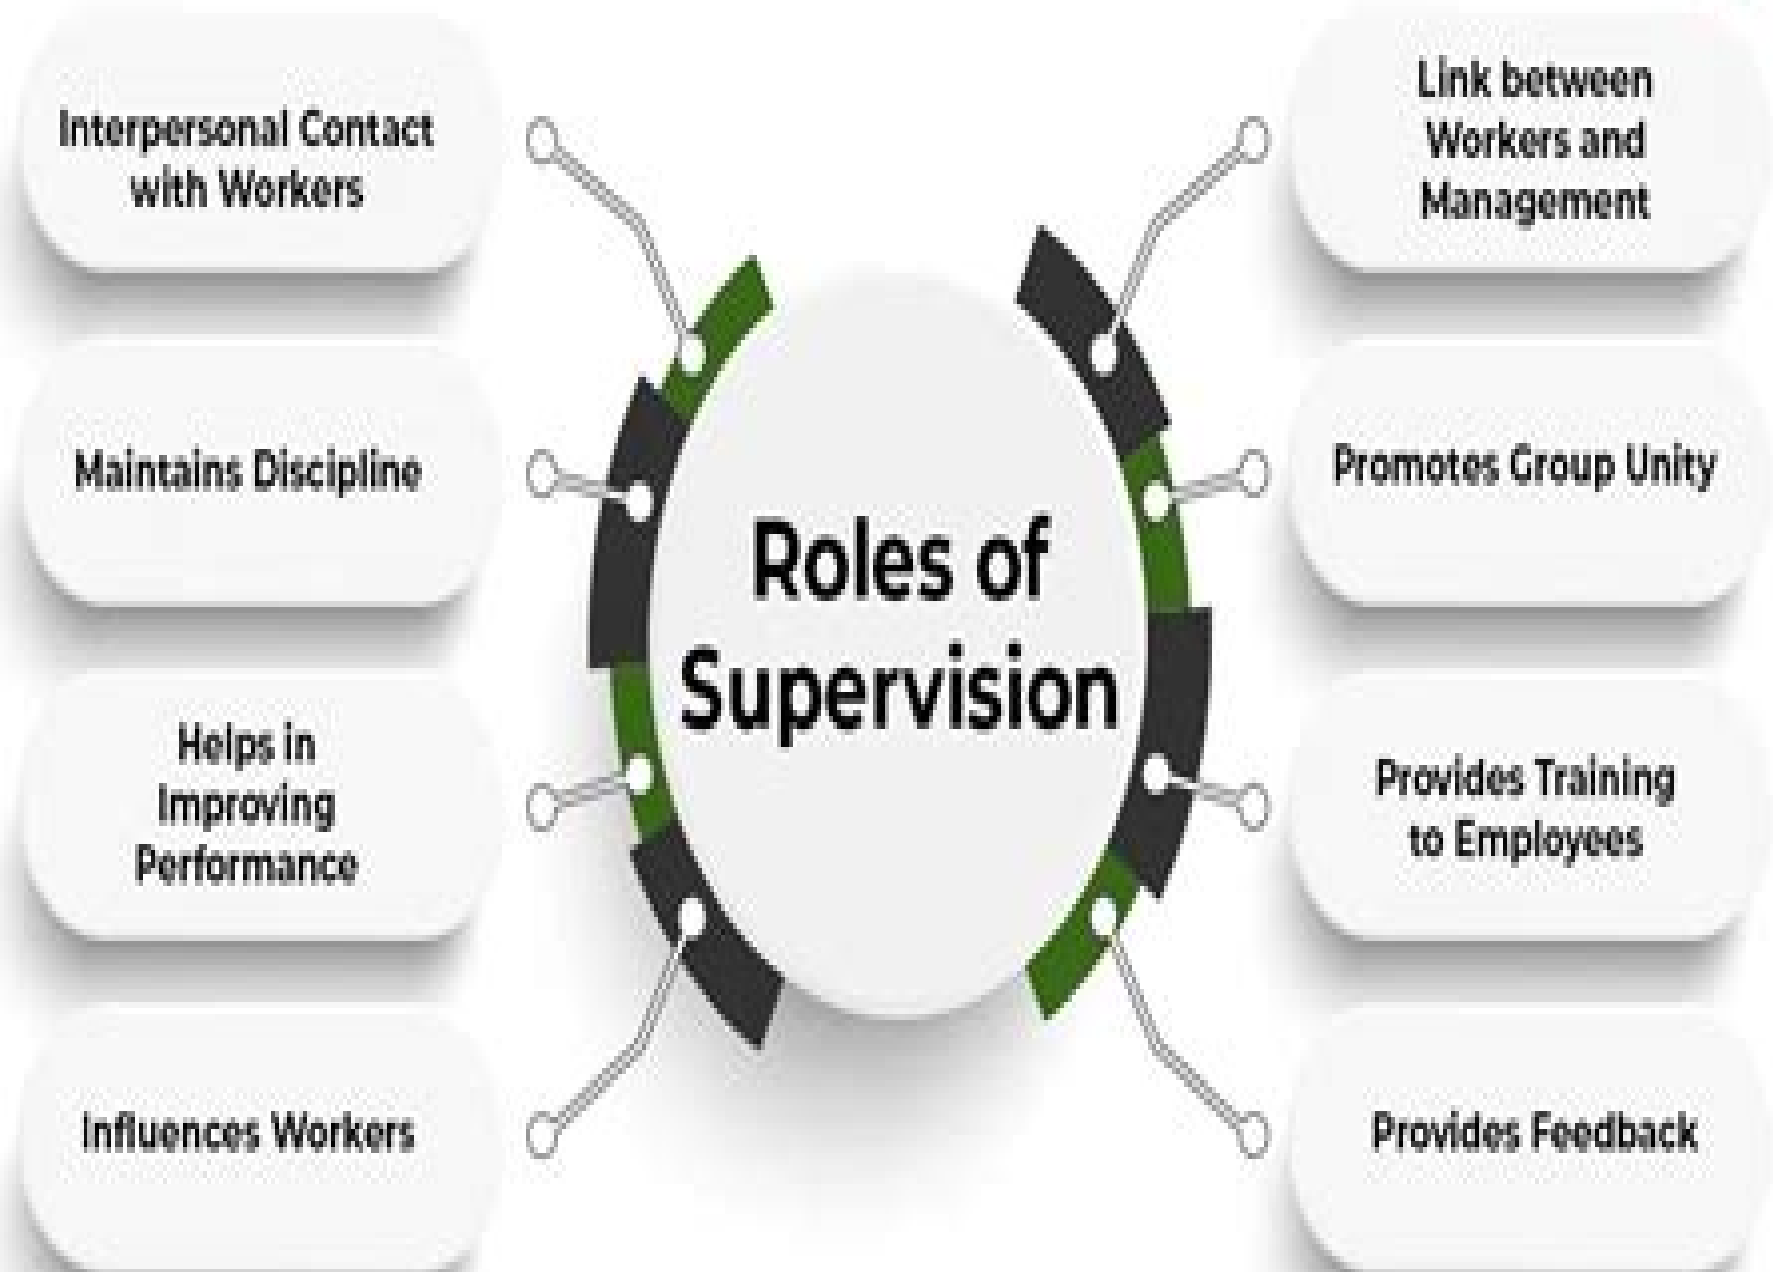 Interpersonal Contact
with Workers
Maintains Discipline
Helps in
Improving
Performance
Influences Workers
Roles of
Supervision
Link between
Workers and
Management
Promotes Group Unity
Provides Training
to Employees
Provides Feedback